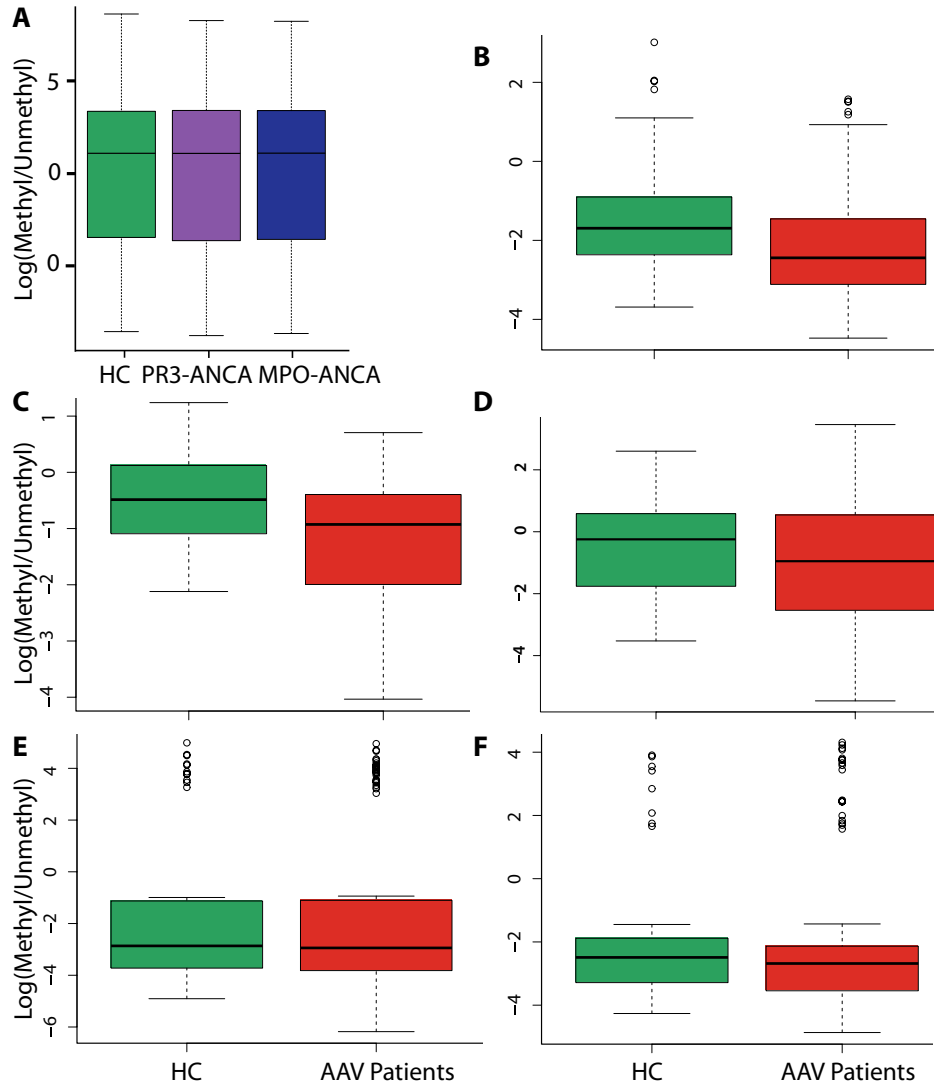 A
Log(Methyl/Unmethyl)
5
0
0
HC PR3-ANCA MPO-ANCA
B
2
0
−2
−4
C
Log(Methyl/Unmethyl)
1
0
−1
−2
−3
−4
D
2
0
−2
−4
E
Log(Methyl/Unmethyl)
4
2
0
−2
−4
−6
HC AAV Patients
F
4
2
0
−2
−4
HC AAV Patients